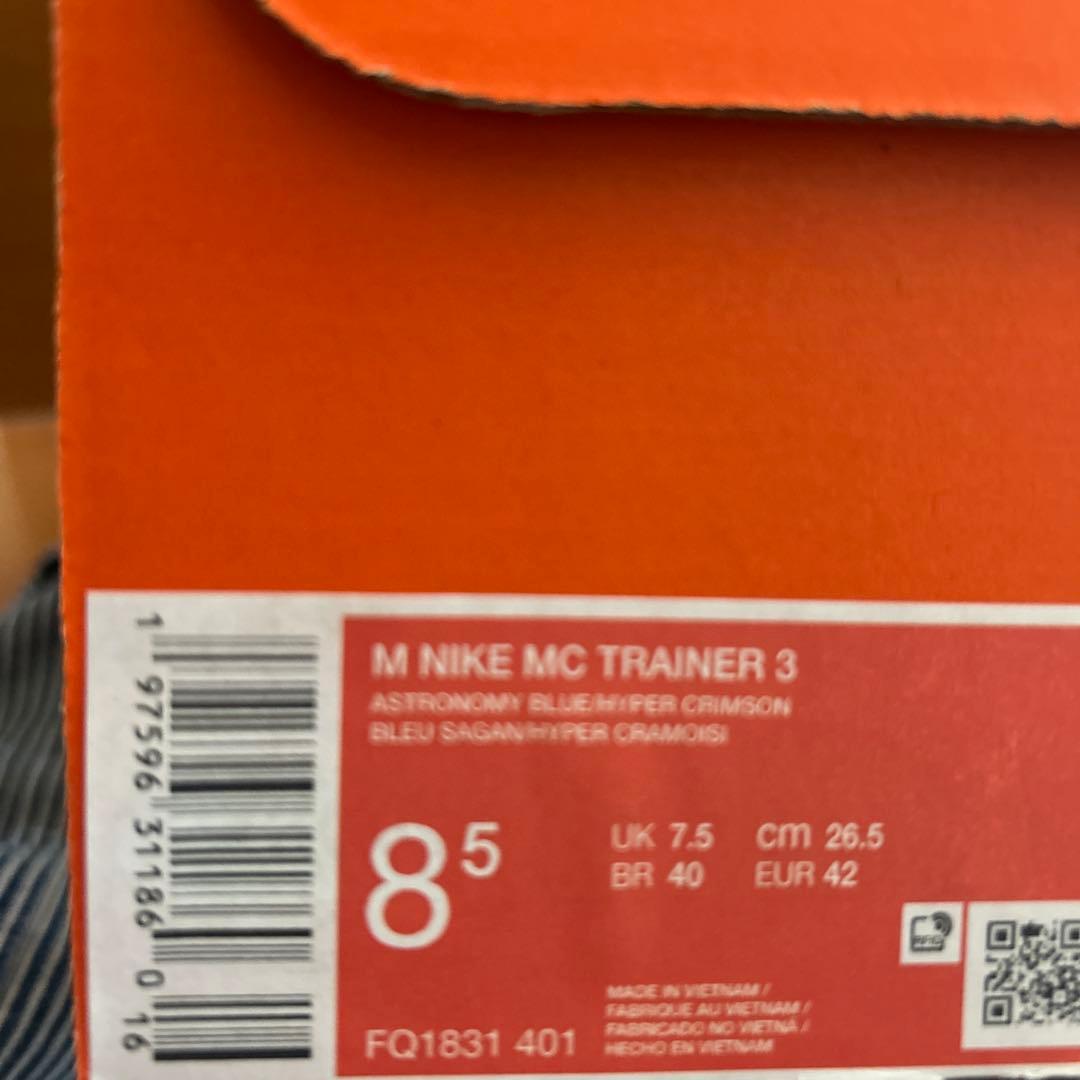 M NIKE MC TRAINER 3
ASTRONOMY BLUE/HYPER CRIMSON
BLEU SAGAN/HYPER CRAMOISI
8 5
UK 7.5 cm 26.5
BR 40 EUR 42
RFID
MADE IN VIETNAM /
FABRIQUE AU VIETNAM /
FABRICADO NO VIETNÃ /
HECHO EN VIETNAM
FQ1831 401
1 97596 31186 0 16